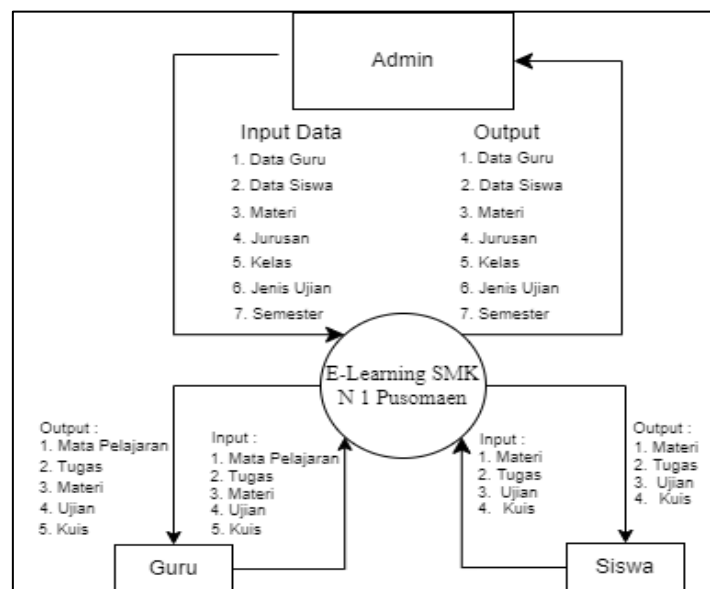 Admin
Input Data
1. Data Guru
2. Data Siswa
3. Materi
4. Jurusan
5. Kelas
6. Jenis Ujian
7. Semester
Output
1. Data Guru
2. Data Siswa
3. Materi
4. Jurusan
5. Kelas
6. Jenis Ujian
7. Semester
E-Learning SMK
N 1 Pusomaen
Output :
1. Mata Pelajaran
2. Tugas
3. Materi
4. Ujian
5. Kuis
Input :
1. Mata Pelajaran
2. Tugas
3. Materi
4. Ujian
5. Kuis
Input :
1. Materi
2. Tugas
3. Ujian
4. Kuis
Output :
1. Materi
2. Tugas
3. Ujian
4. Kuis
Guru
Siswa